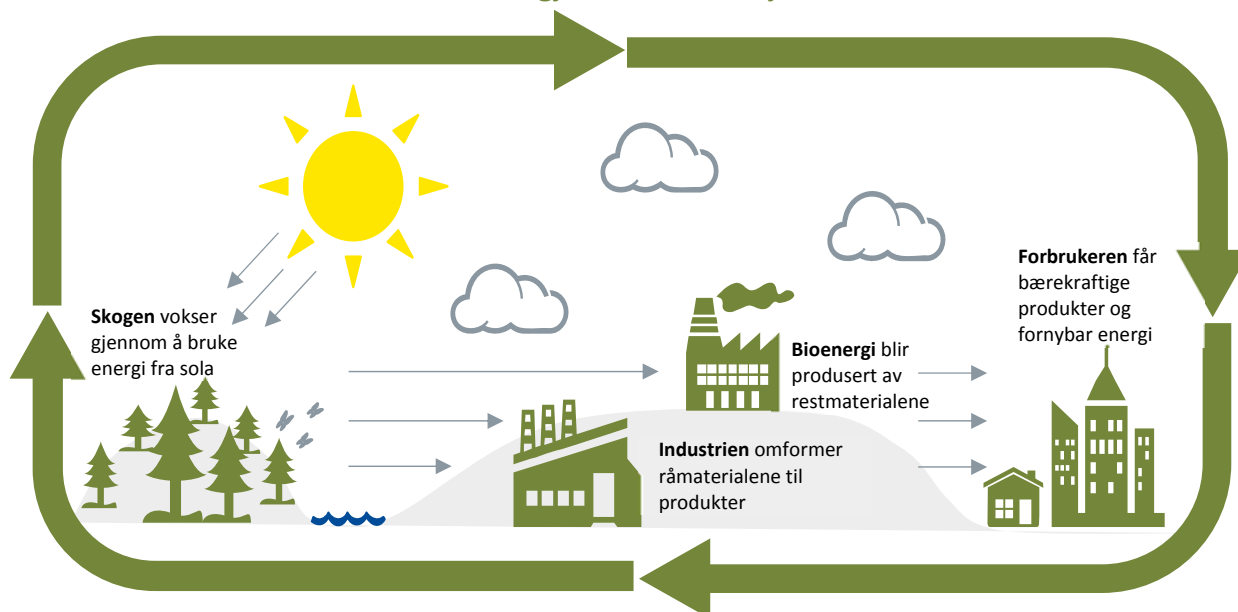 Skogen vokser
gjennom å bruke
energi fra sola
Bioenergi blir
produsert av
restmaterialene
Industrien omformer
råmaterialene til
produkter
Forbrukeren får
bærekraftige
produkter og
fornybar energi